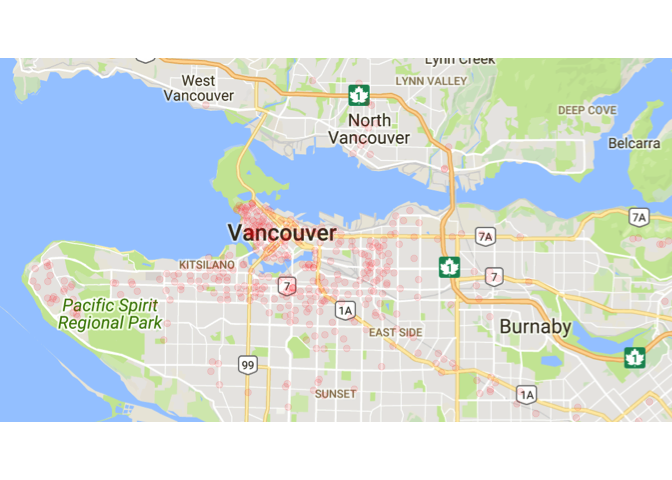 Lynn Creek
West
Vancouver
LYNN VALLEY
1
DEEP COVE
North
Vancouver
Belcarra
7A
Vancouver
7A
KITSILANO
1
7
7
Pacific Spirit
Regional Park
1A
EAST SIDE
Burnaby
99
1
SUNSET
1A